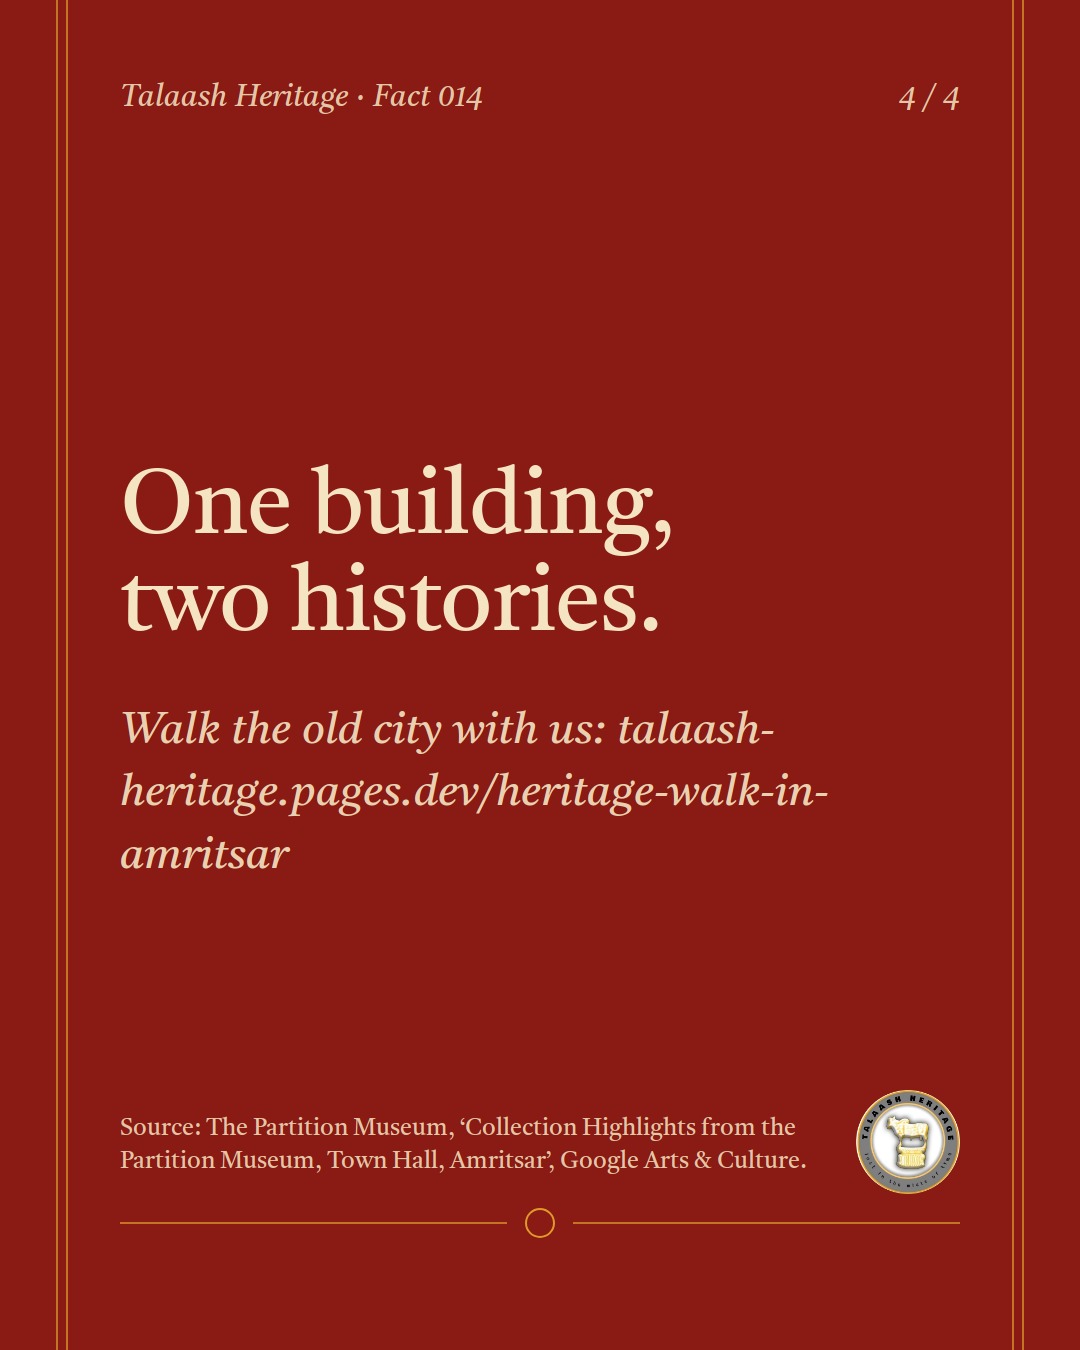 Talaash Heritage · Fact 014
4 / 4
One building,
two histories.
Walk the old city with us: talaash-
heritage.pages.dev/heritage-walk-in-
amritsar
Source: The Partition Museum, ‘Collection Highlights from the
Partition Museum, Town Hall, Amritsar’, Google Arts & Culture.
TALAASH HERITAGE